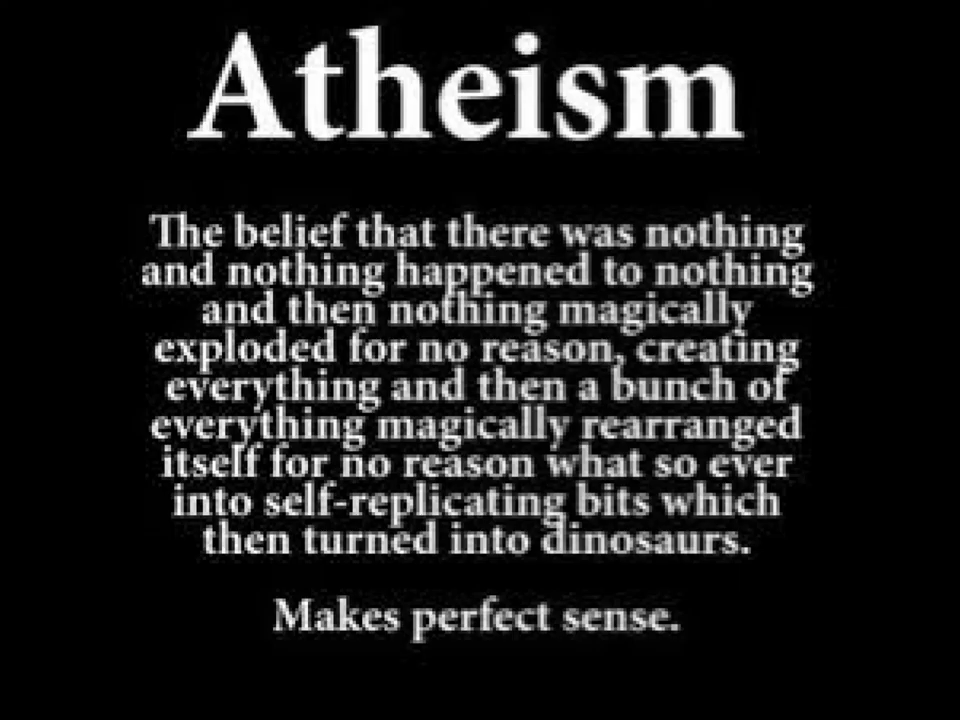 Atheism
The belief that there was nothing
and nothing happened to nothing
and then nothing magically
exploded for no reason, creating
everything and then a bunch of
everything magically rearranged
itself for no reason what so ever
into self-replicating bits which
then turned into dinosaurs.
Makes perfect sense.